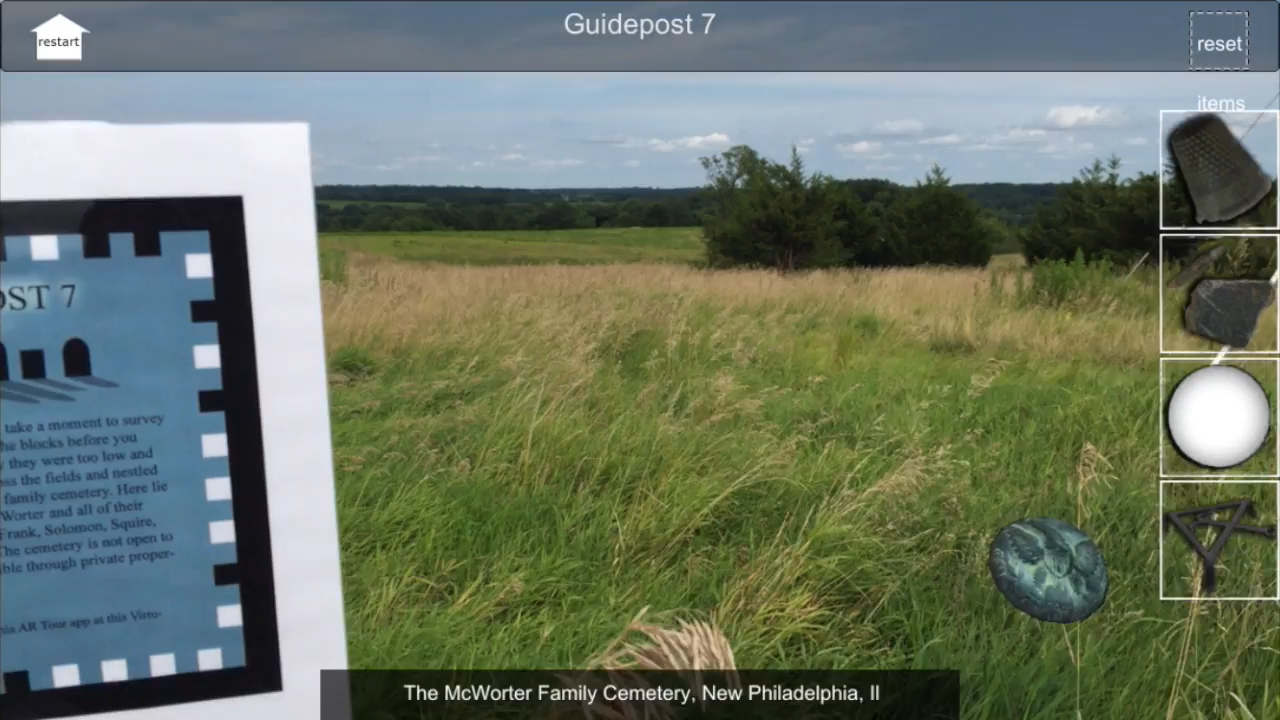 restart
Guidepost 7
reset
items
OST 7
take a moment to survey
he blocks before you
they were too low and
ss the fields and nestled
family cemetery. Here lie
Worter and all of their
Frank, Solomon, Squire,
he cemetery is not open to
ble through private proper-
ia AR Tour app at this Virtu-
The McWorter Family Cemetery, New Philadelphia, Il